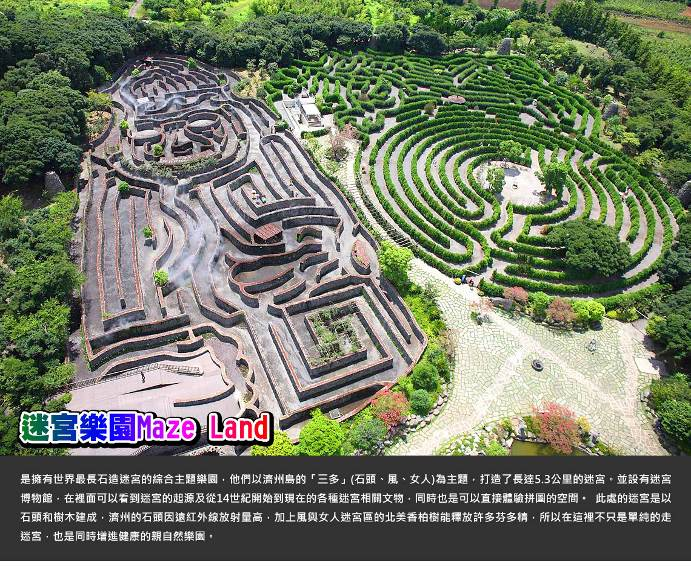 迷宮樂園Maze Land
是擁有世界最長石造迷宮的綜合主題樂園，他們以濟州島的「三多」(石頭、風、女人)為主題，打造了長達5.3公里的迷宮。並設有迷宮
博物館，在裡面可以看到迷宮的起源及從14世紀開始到現在的各種迷宮相關文物，同時也是可以直接體驗拼圖的空間。 此處的迷宮是以
石頭和樹木建成，濟州的石頭因遠紅外線放射量高，加上風與女人迷宮區的北美香柏樹能釋放許多芬多精，所以在這裡不只是單純的走
迷宮，也是同時增進健康的親自然樂園。